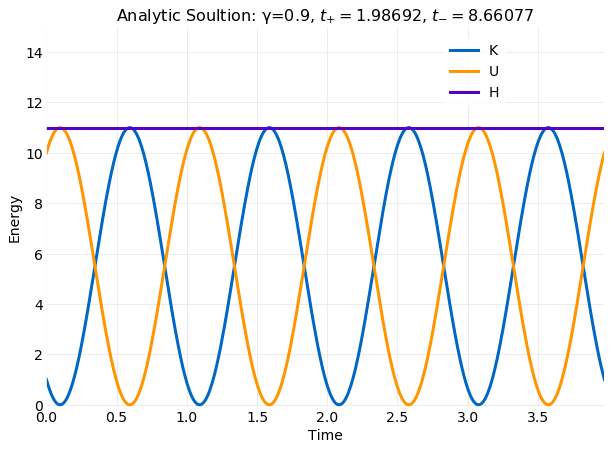 Analytic Soultion: γ=0.9, t₊ = 1.98692, t₋ = 8.66077
14
12
10
8
6
4
2
0
Energy
K
U
H
0.0 0.5 1.0 1.5 2.0 2.5 3.0 3.5
Time